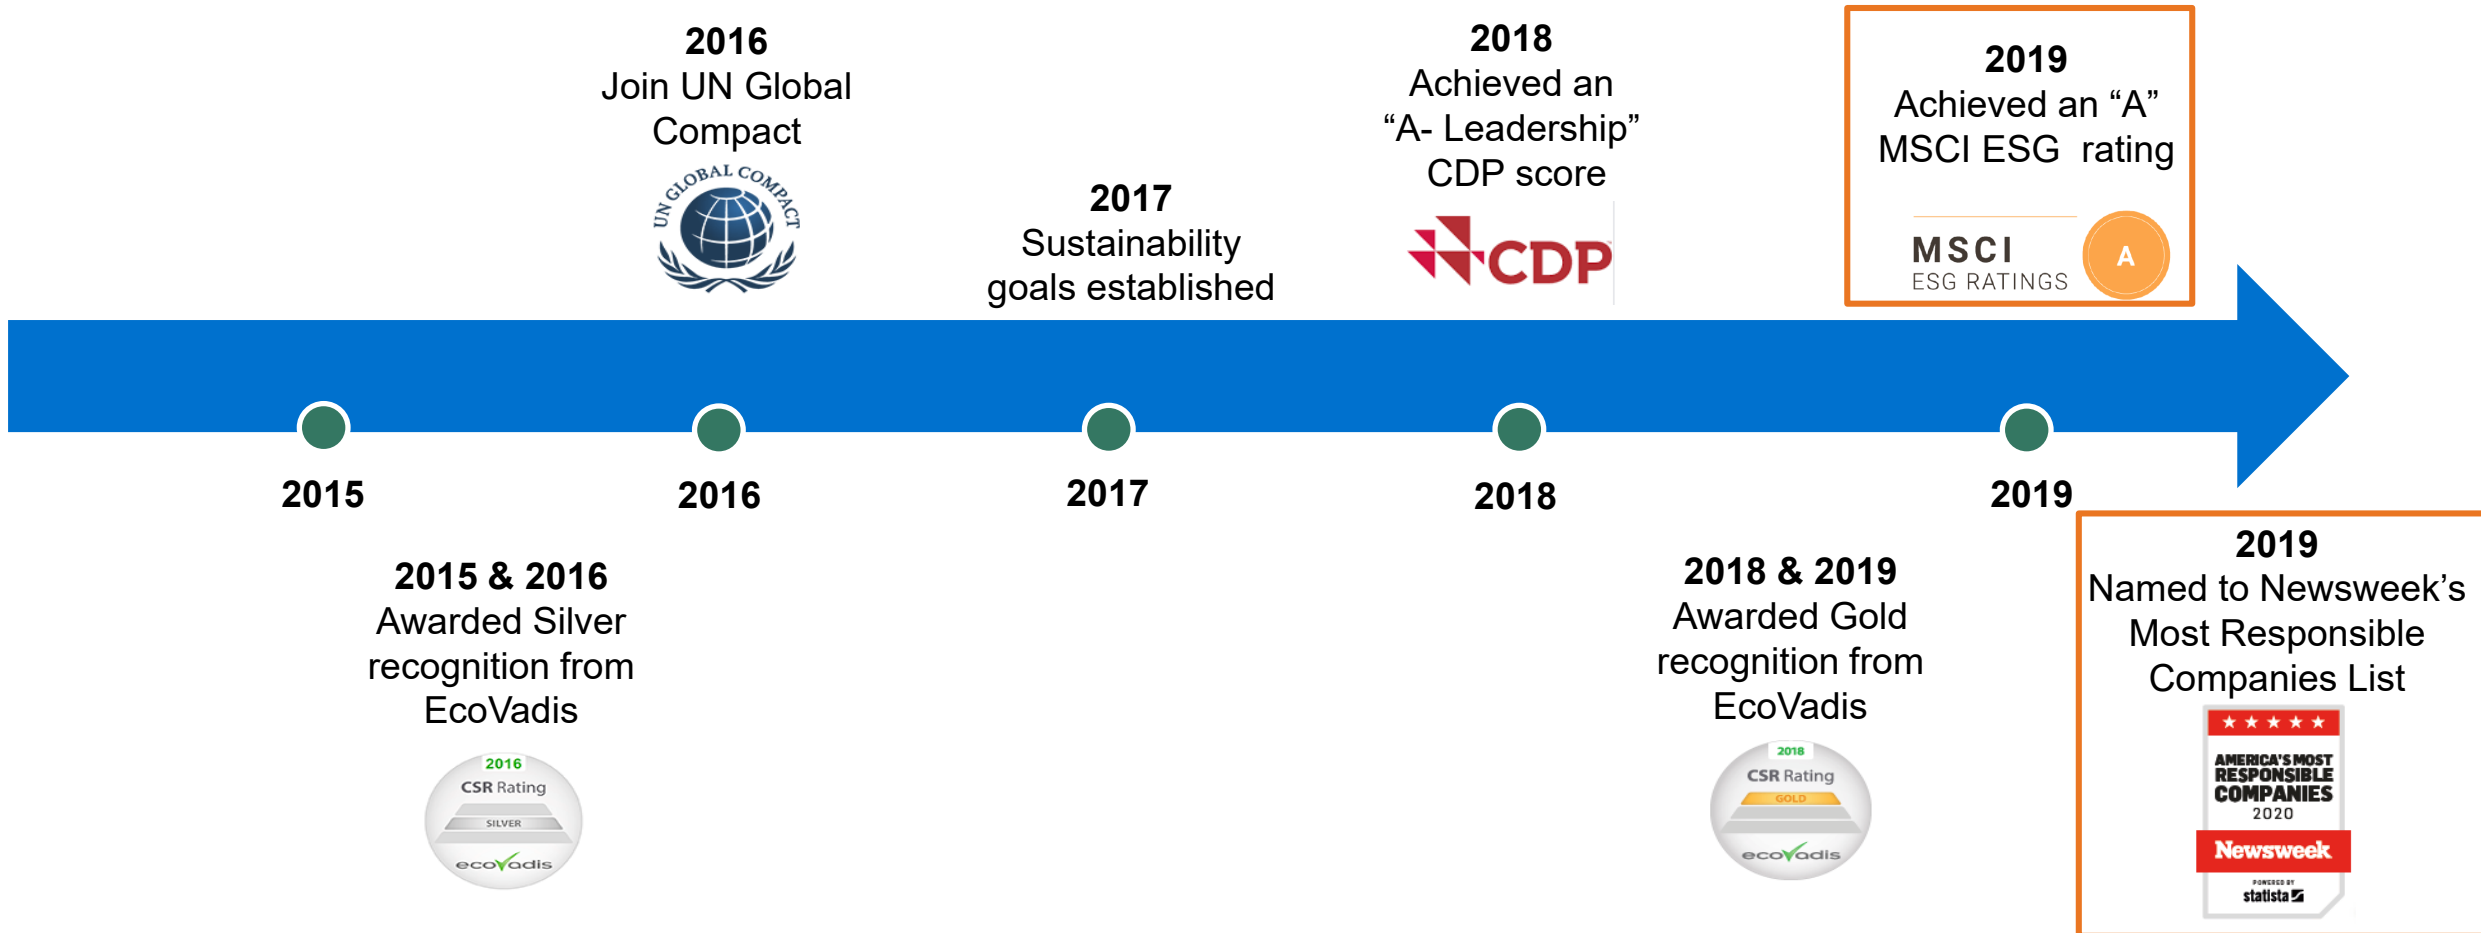 2016
Join UN Global
Compact
UN GLOBAL COMPACT
2017
Sustainability
goals established
2018
Achieved an
“A- Leadership”
CDP score
CDP
2019
Achieved an “A”
MSCI ESG rating
MSCI
ESG RATINGS
A
2015
2016
2017
2018
2019
2015 & 2016
Awarded Silver
recognition from
EcoVadis
2016
CSR Rating
SILVER
ecovadis
2018 & 2019
Awarded Gold
recognition from
EcoVadis
2018
CSR Rating
GOLD
ecovadis
2019
Named to Newsweek’s
Most Responsible
Companies List
AMERICA'S MOST
RESPONSIBLE
COMPANIES
2020
Newsweek
POWERED BY
statista